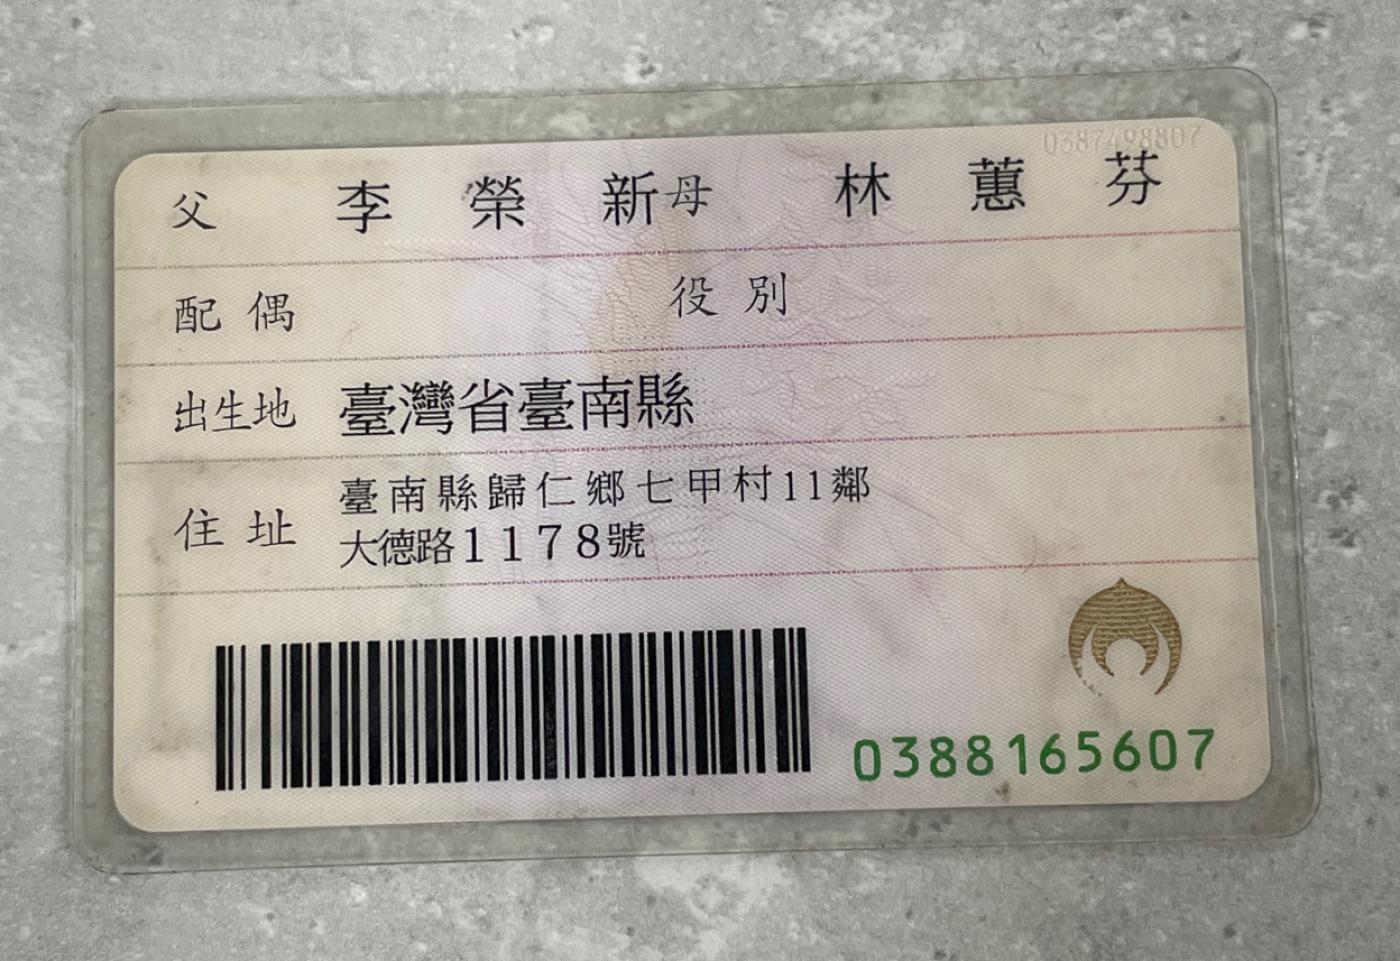 0387498807
父 李榮新 母 林蕙芬
配偶 役別
出生地 臺灣省臺南縣
住址 臺南縣歸仁鄉七甲村11鄰
大德路1178號
0388165607